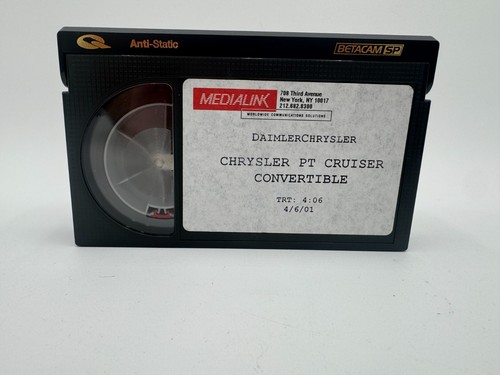 Anti-Static
BETACAM SP
MEDIALINK
708 Third Avenue
New York, NY 10017
212.682.8300
WORLDWIDE COMMUNICATIONS SOLUTIONS
DAIMLERCHRYSLER
CHRYSLER PT CRUISER
CONVERTIBLE
TRT: 4:06
4/6/01